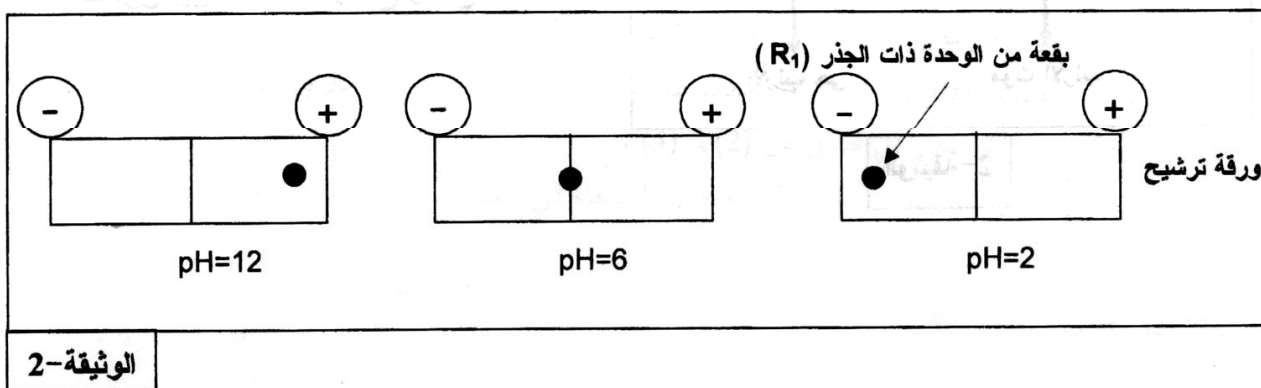 بقعة من الوحدة ذات الجذر (R₁)
- + - + - +
ورقة ترشيح
pH=12 pH=6 pH=2
الوثيقة-2